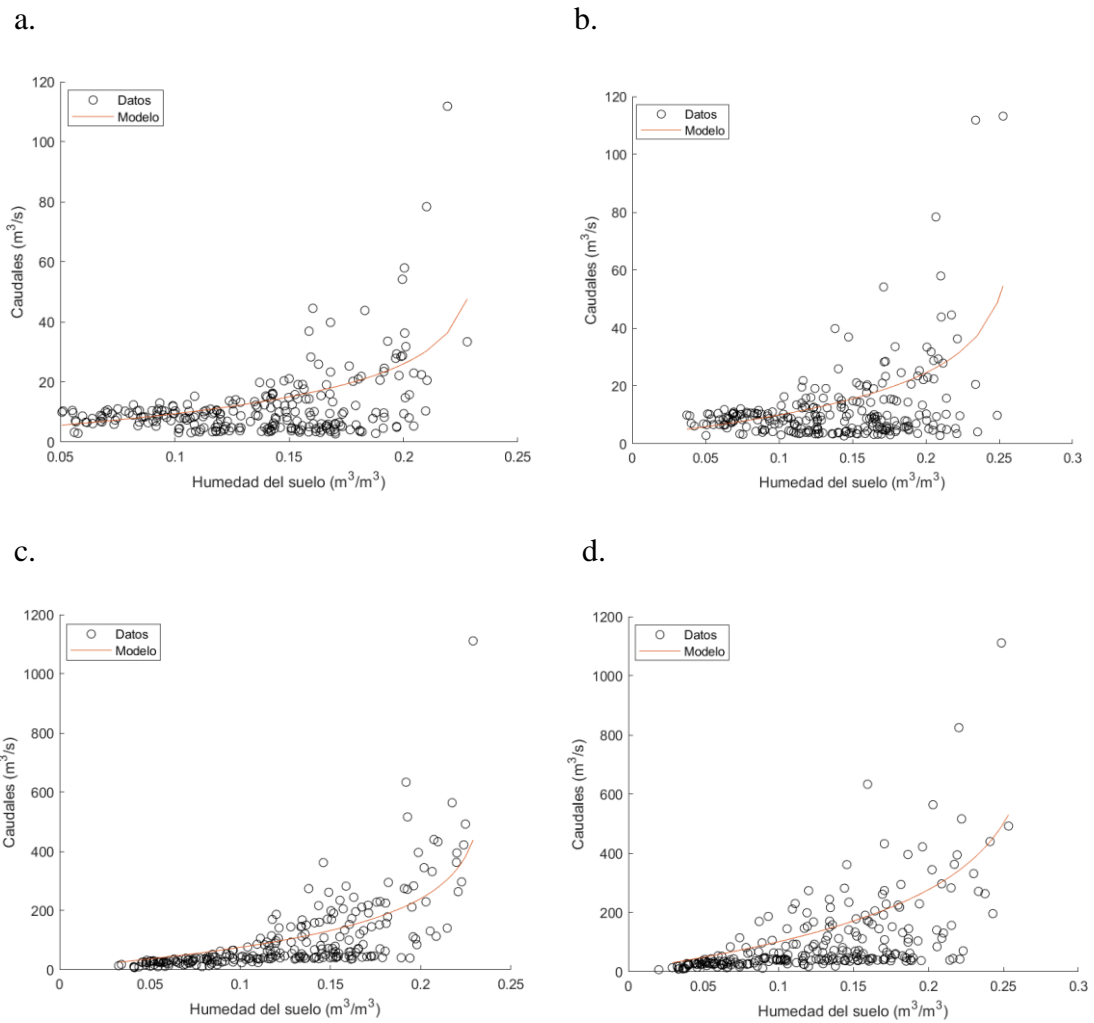 a.
120
100
80
60
40
20
0
Caudales (m³/s)
Datos
Modelo
0.05 0.1 0.15 0.2 0.25
Humedad del suelo (m³/m³)
b.
120
100
80
60
40
20
0
Caudales (m³/s)
Datos
Modelo
0 0.05 0.1 0.15 0.2 0.25 0.3
Humedad del suelo (m³/m³)
c.
1200
1000
800
600
400
200
0
Caudales (m³/s)
Datos
Modelo
0 0.05 0.1 0.15 0.2 0.25
Humedad del suelo (m³/m³)
d.
1200
1000
800
600
400
200
0
Caudales (m³/s)
Datos
Modelo
0 0.05 0.1 0.15 0.2 0.25 0.3
Humedad del suelo (m³/m³)